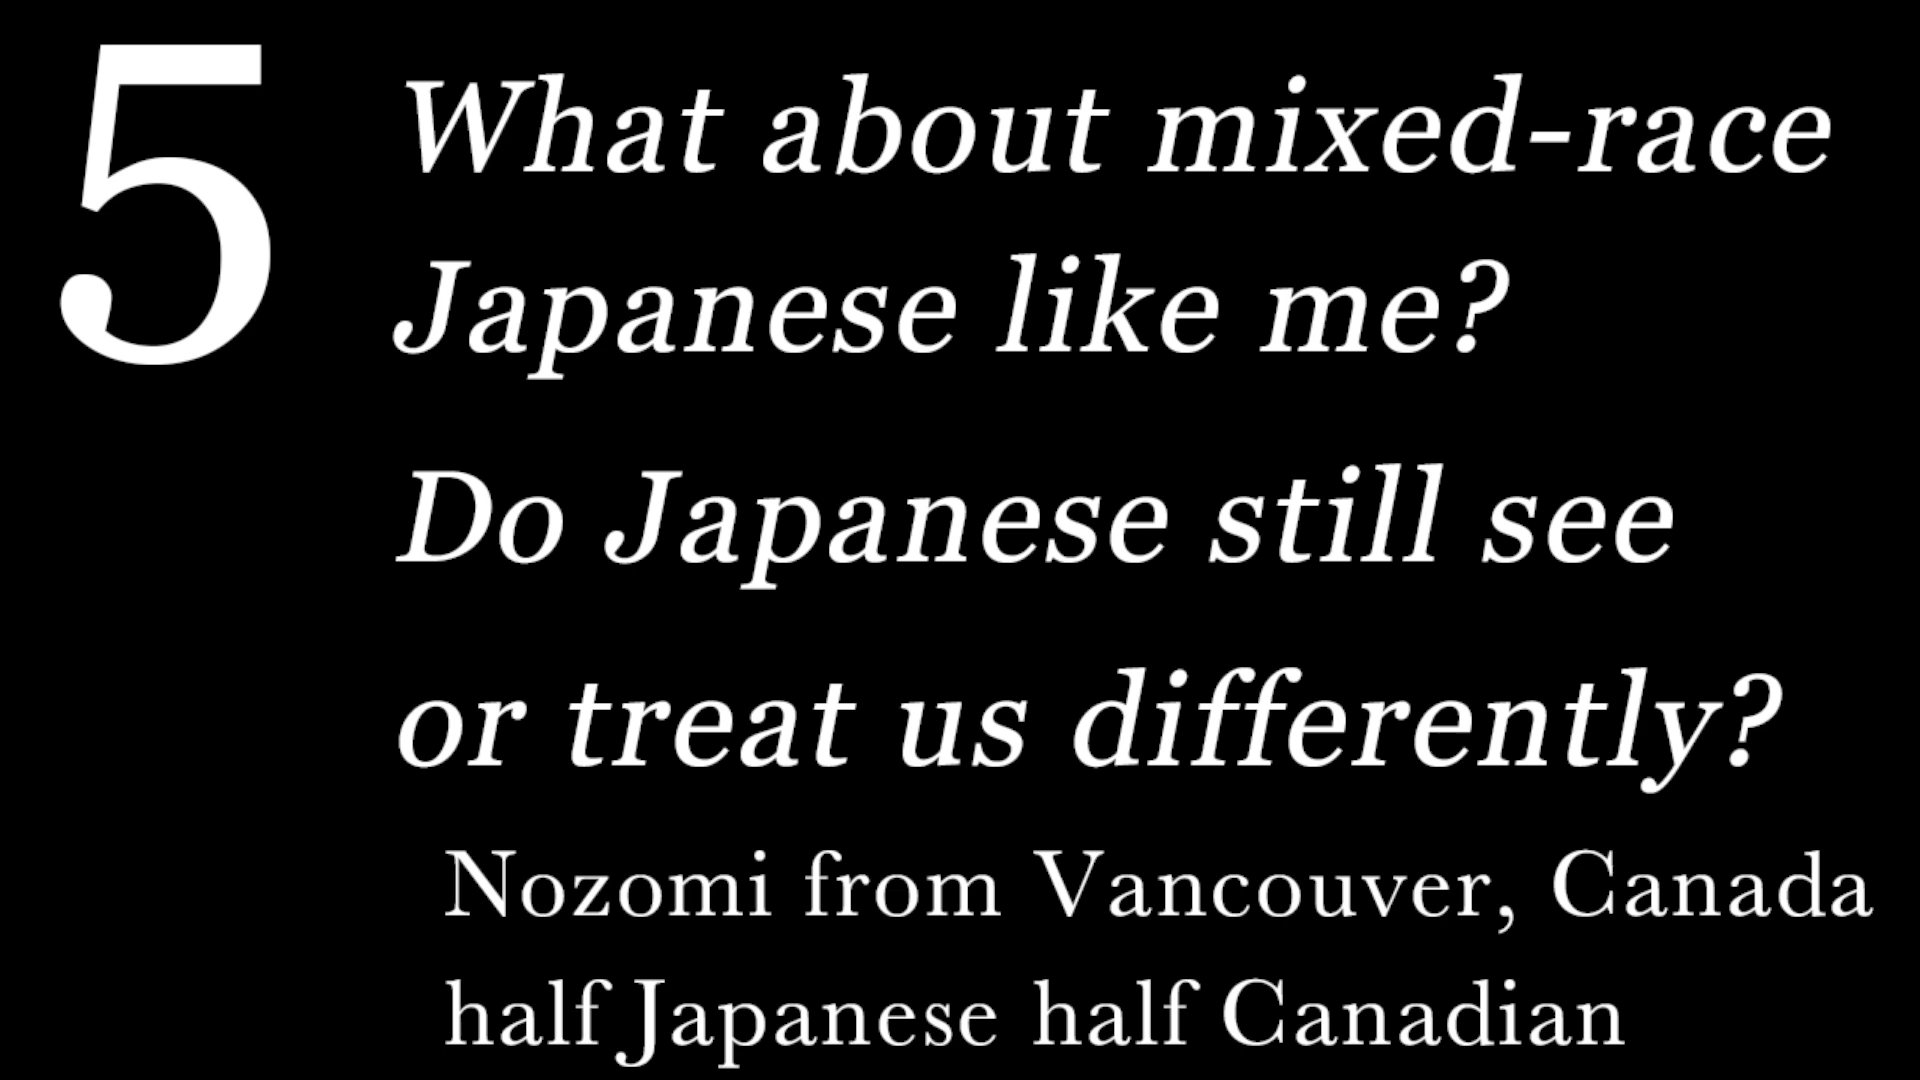 5
What about mixed-race
Japanese like me?
Do Japanese still see
or treat us differently?
Nozomi from Vancouver, Canada
half Japanese half Canadian